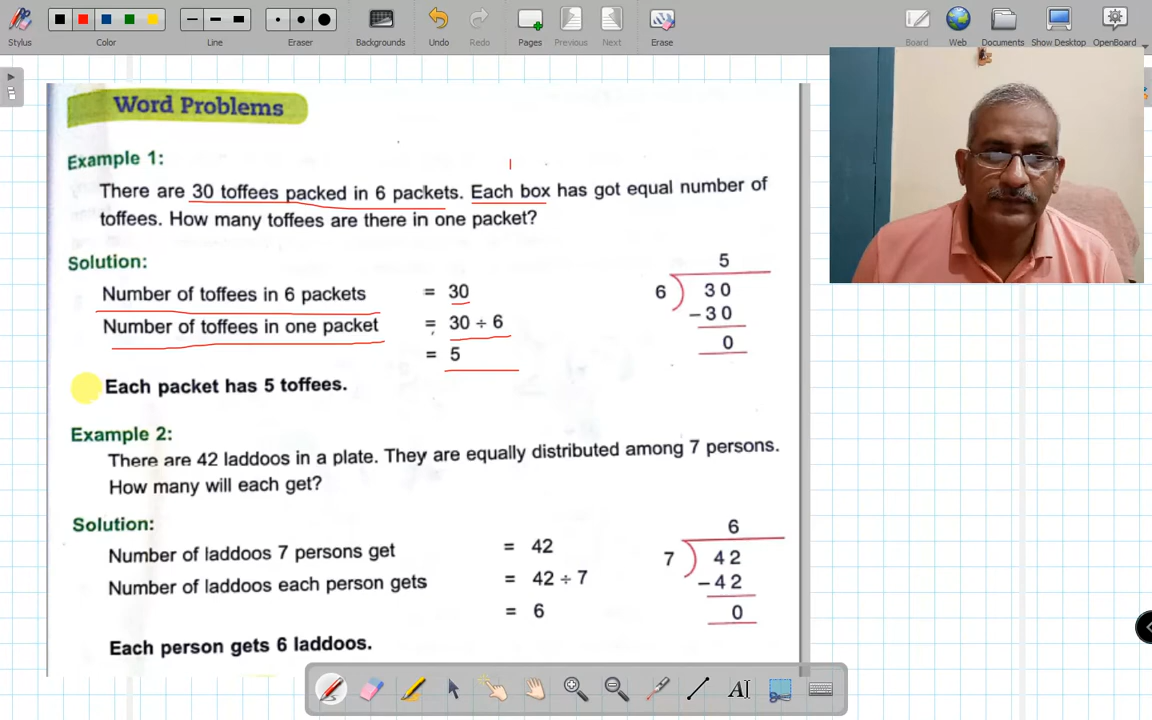 Stylus
Color
Line
Eraser
Backgrounds
Undo
Redo
Pages
Previous
Next
Erase
Board
Web
Documents
Show Desktop
OpenBoard
Word Problems
Example 1:
There are 30 toffees packed in 6 packets. Each box has got equal number of
toffees. How many toffees are there in one packet?
Solution:
Number of toffees in 6 packets = 30
Number of toffees in one packet = 30 ÷ 6
= 5
5
6 ) 30
−30
0
Each packet has 5 toffees.
Example 2:
There are 42 laddoos in a plate. They are equally distributed among 7 persons.
How many will each get?
Solution:
Number of laddoos 7 persons get = 42
Number of laddoos each person gets = 42 ÷ 7
= 6
6
7 ) 42
−42
0
Each person gets 6 laddoos.